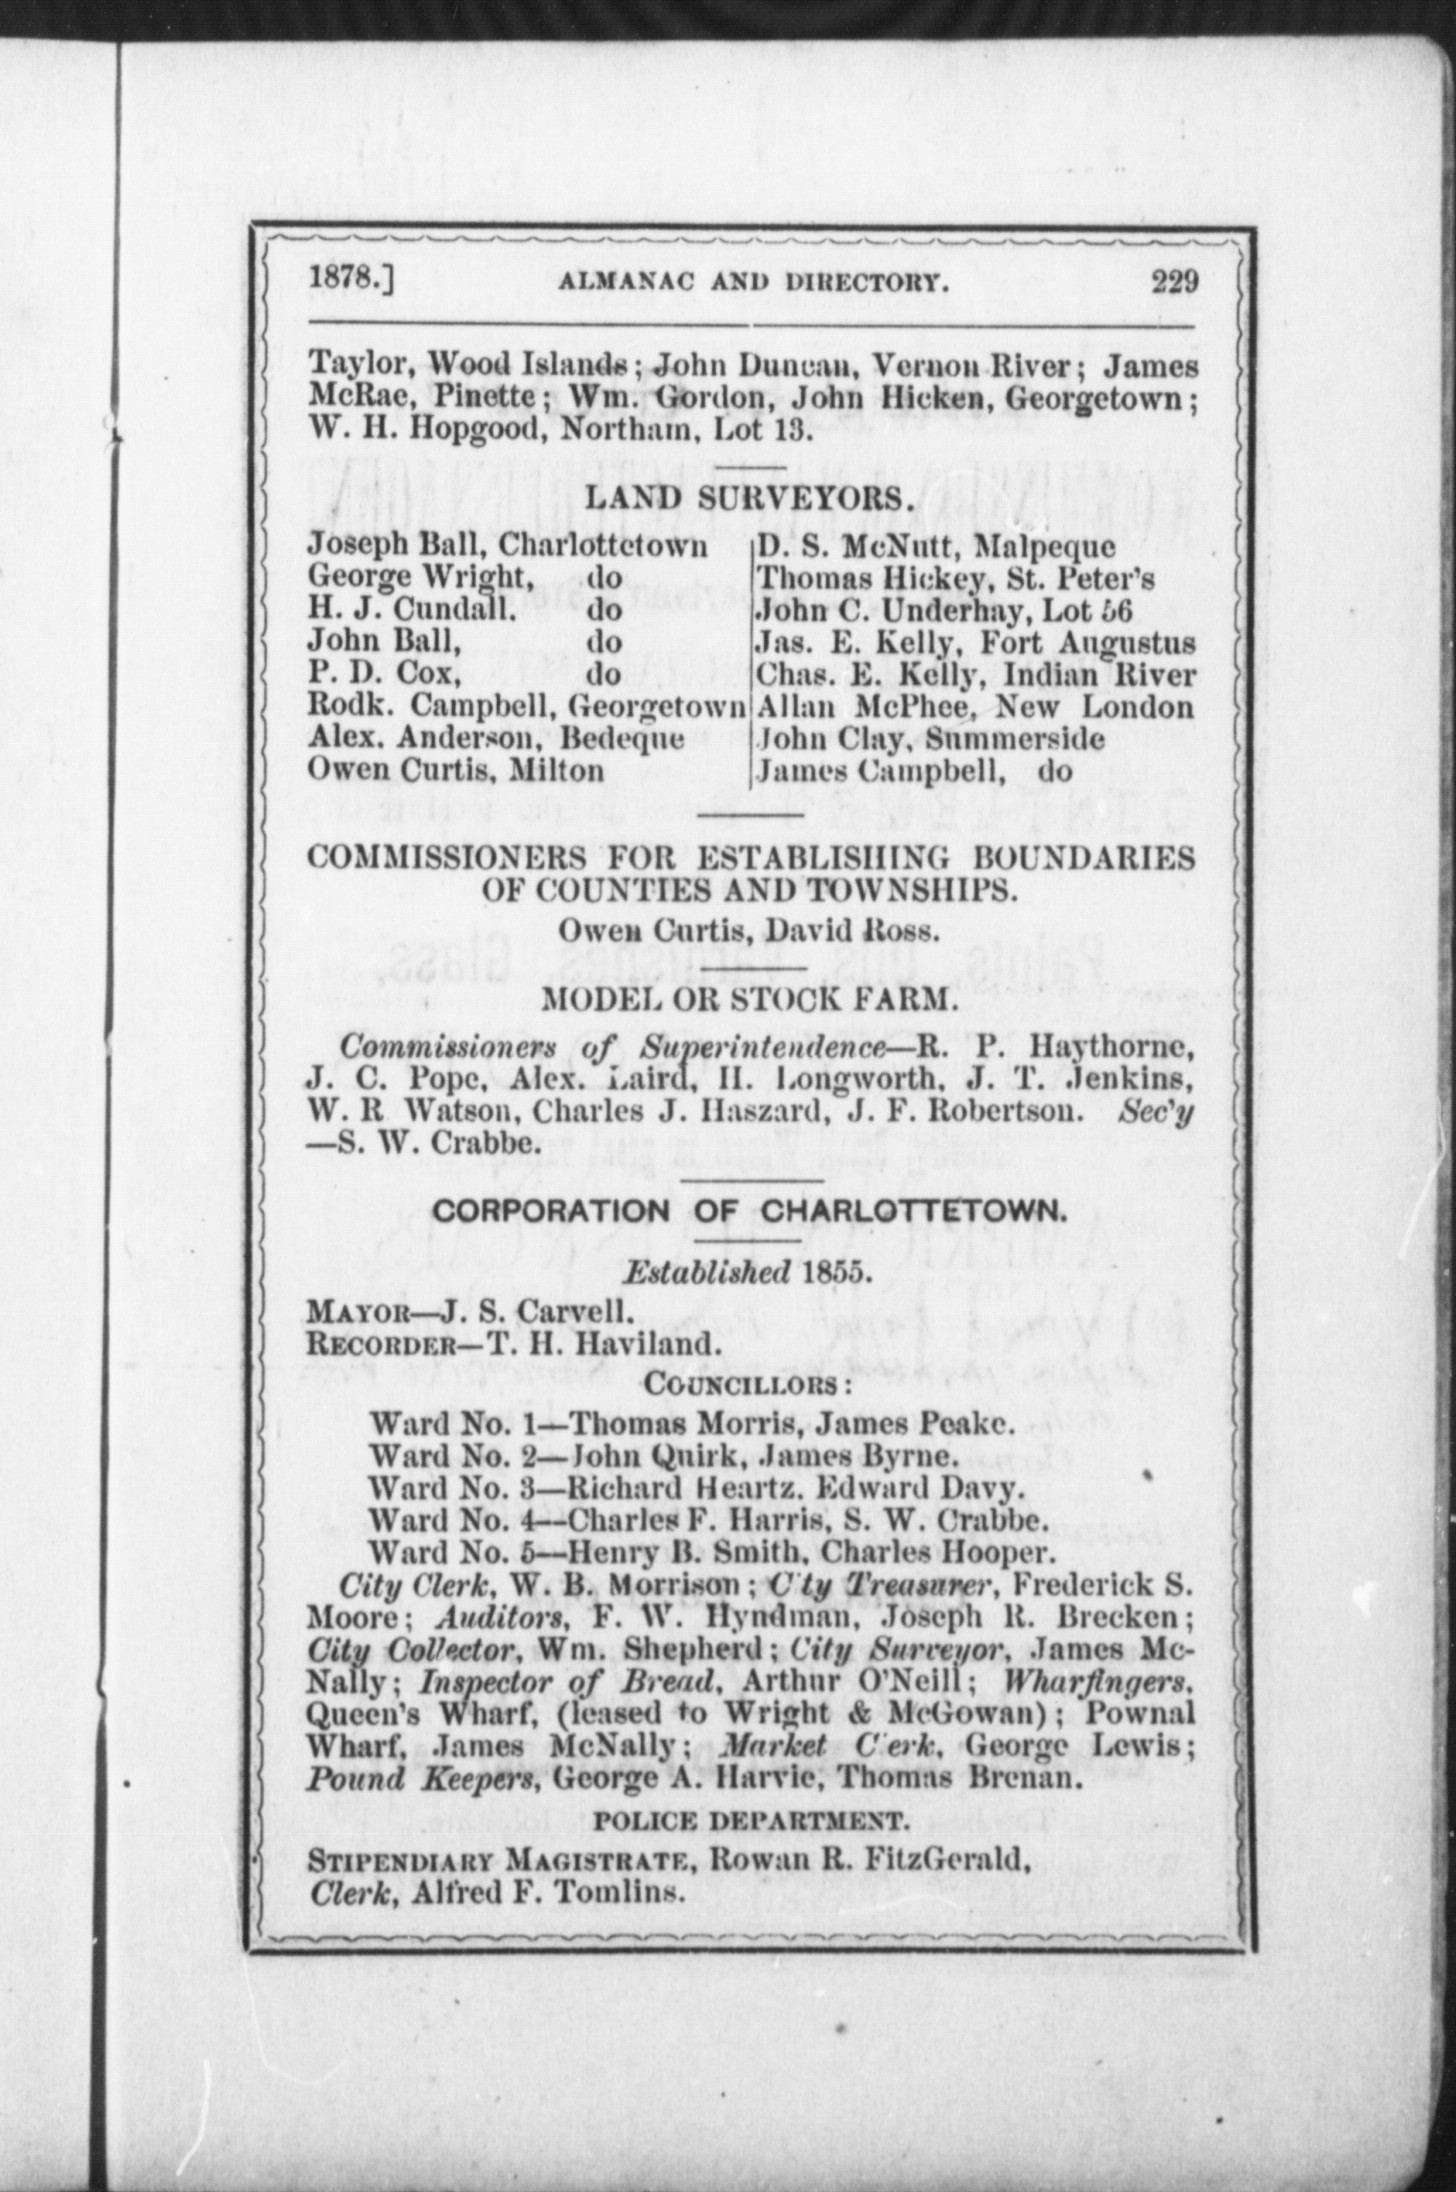 1878.] ALMANAC AND DIRECTORY. 229
Taylor, Wood Islands; John Duncan, Vernon River; James
McRae, Pinette; Wm. Gordon, John Hicken, Georgetown;
W. H. Hopgood, Northam, Lot 13.
LAND SURVEYORS.
Joseph Ball, Charlottetown
George Wright, do
H. J. Cundall. do
John Ball, do
P. D. Cox, do
Rodk. Campbell, Georgetown
Alex. Anderson, Bedeque
Owen Curtis, Milton
D. S. McNutt, Malpeque
Thomas Hickey, St. Peter's
John C. Underhay, Lot 56
Jas. E. Kelly, Fort Augustus
Chas. E. Kelly, Indian River
Allan McPhee, New London
John Clay, Summerside
James Campbell, do
COMMISSIONERS FOR ESTABLISHING BOUNDARIES
OF COUNTIES AND TOWNSHIPS.
Owen Curtis, David Ross.
MODEL OR STOCK FARM.
Commissioners of Superintendence—R. P. Haythorne,
J. C. Pope, Alex. Laird, H. Longworth, J. T. Jenkins,
W. R Watson, Charles J. Haszard, J. F. Robertson. Sec'y
—S. W. Crabbe.
CORPORATION OF CHARLOTTETOWN.
Established 1855.
MAYOR—J. S. Carvell.
RECORDER—T. H. Haviland.
COUNCILLORS:
Ward No. 1—Thomas Morris, James Peake.
Ward No. 2—John Quirk, James Byrne.
Ward No. 3—Richard Heartz. Edward Davy.
Ward No. 4—Charles F. Harris, S. W. Crabbe.
Ward No. 5—Henry B. Smith, Charles Hooper.
City Clerk, W. B. Morrison; City Treasurer, Frederick S.
Moore; Auditors, F. W. Hyndman, Joseph R. Brecken;
City Collector, Wm. Shepherd; City Surveyor, James Mc-
Nally; Inspector of Bread, Arthur O'Neill; Wharfingers,
Queen's Wharf, (leased to Wright & McGowan); Pownal
Wharf, James McNally; Market Clerk, George Lewis;
Pound Keepers, George A. Harvie, Thomas Brenan.
POLICE DEPARTMENT.
STIPENDIARY MAGISTRATE, Rowan R. FitzGerald,
Clerk, Alfred F. Tomlins.